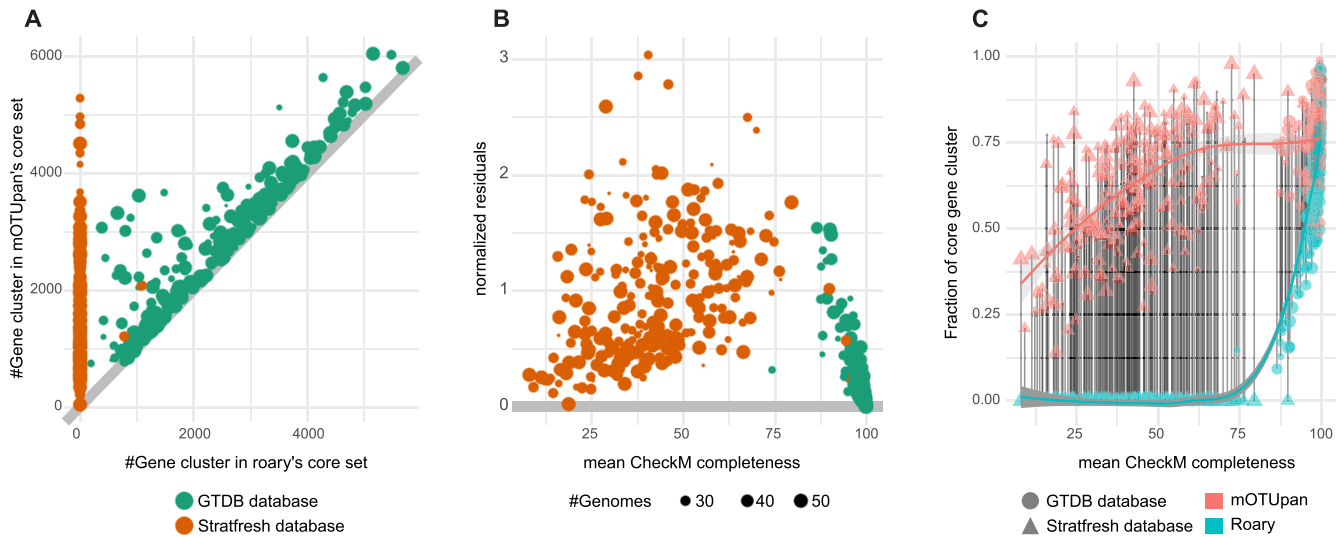 A
#Gene cluster in mOTUpan's core set
6000
4000
2000
0
0
2000
4000
#Gene cluster in roary's core set
GTDB database
Stratfresh database
B
normalized residuals
3
2
1
0
25
50
75
100
mean CheckM completeness
#Genomes
30
40
50
C
Fraction of core gene cluster
1.00
0.75
0.50
0.25
0.00
25
50
75
100
mean CheckM completeness
GTDB database
Stratfresh database
mOTUpan
Roary